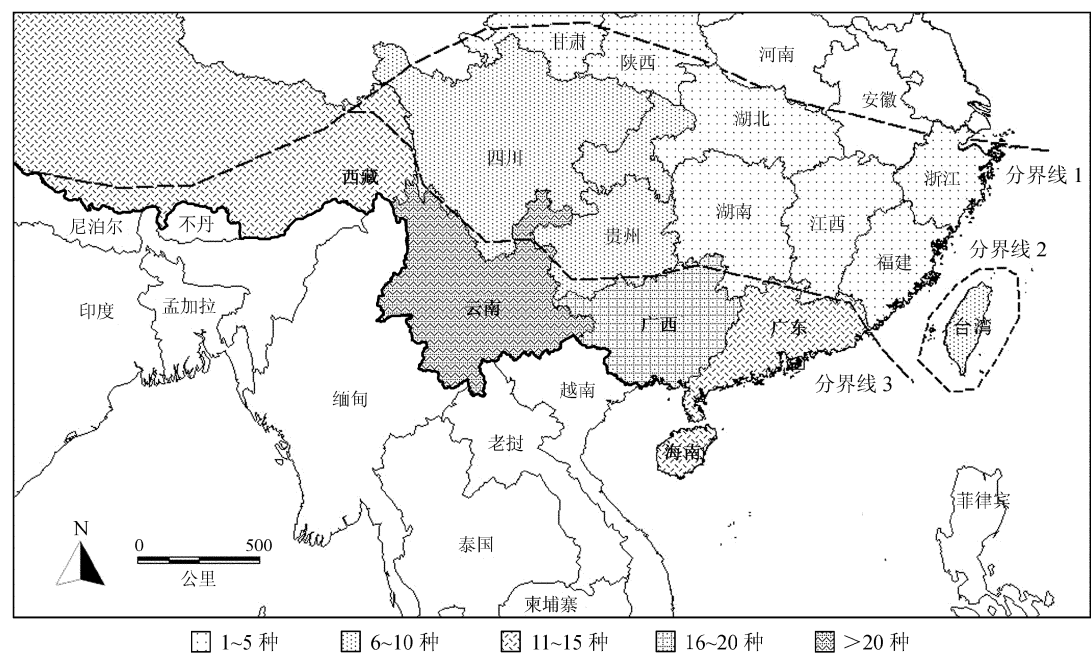 甘肃
陕西
河南
安徽
湖北
四川
西藏
浙江
分界线 1
尼泊尔
不丹
贵州
湖南
江西
福建
分界线 2
印度
孟加拉
云南
广西
广东
台湾
分界线 3
缅甸
越南
老挝
海南
菲律宾
N
0
500
公里
泰国
柬埔寨
1~5 种
6~10 种
11~15 种
16~20 种
>20 种